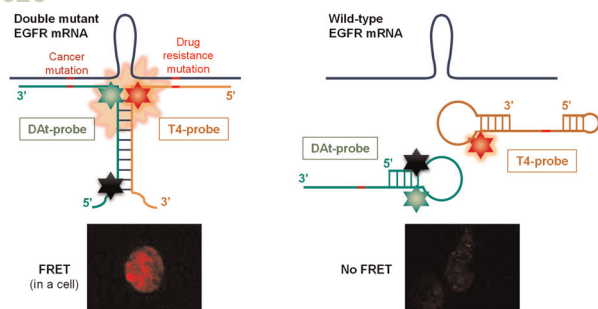 Double mutant
EGFR mRNA
Cancer
mutation
Drug
resistance
mutation
3’
5’
DAt-probe
T4-probe
5’
3’
FRET
(in a cell)
Wild-type
EGFR mRNA
3’
5’
T4-probe
DAt-probe
5’
3’
No FRET